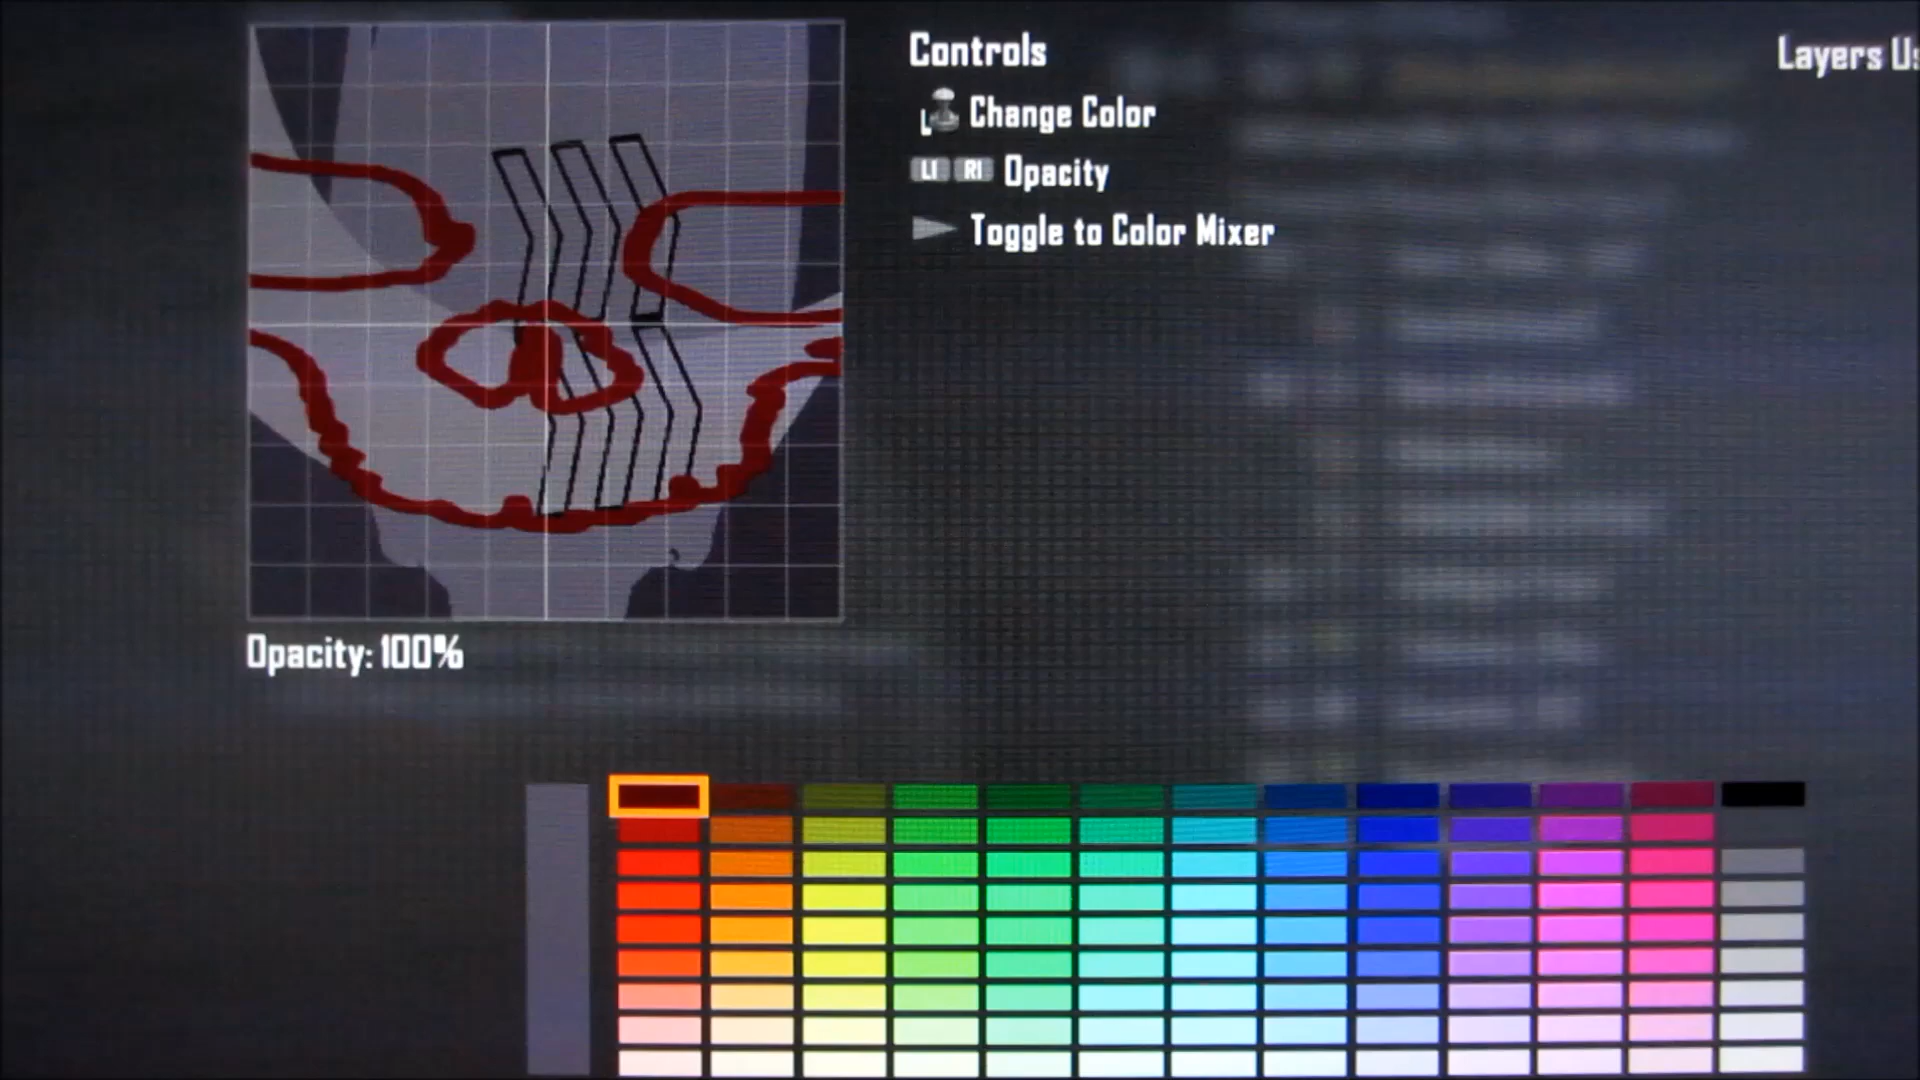 Controls
L Change Color
L1 R1 Opacity
Toggle to Color Mixer
Layers
Opacity: 100%